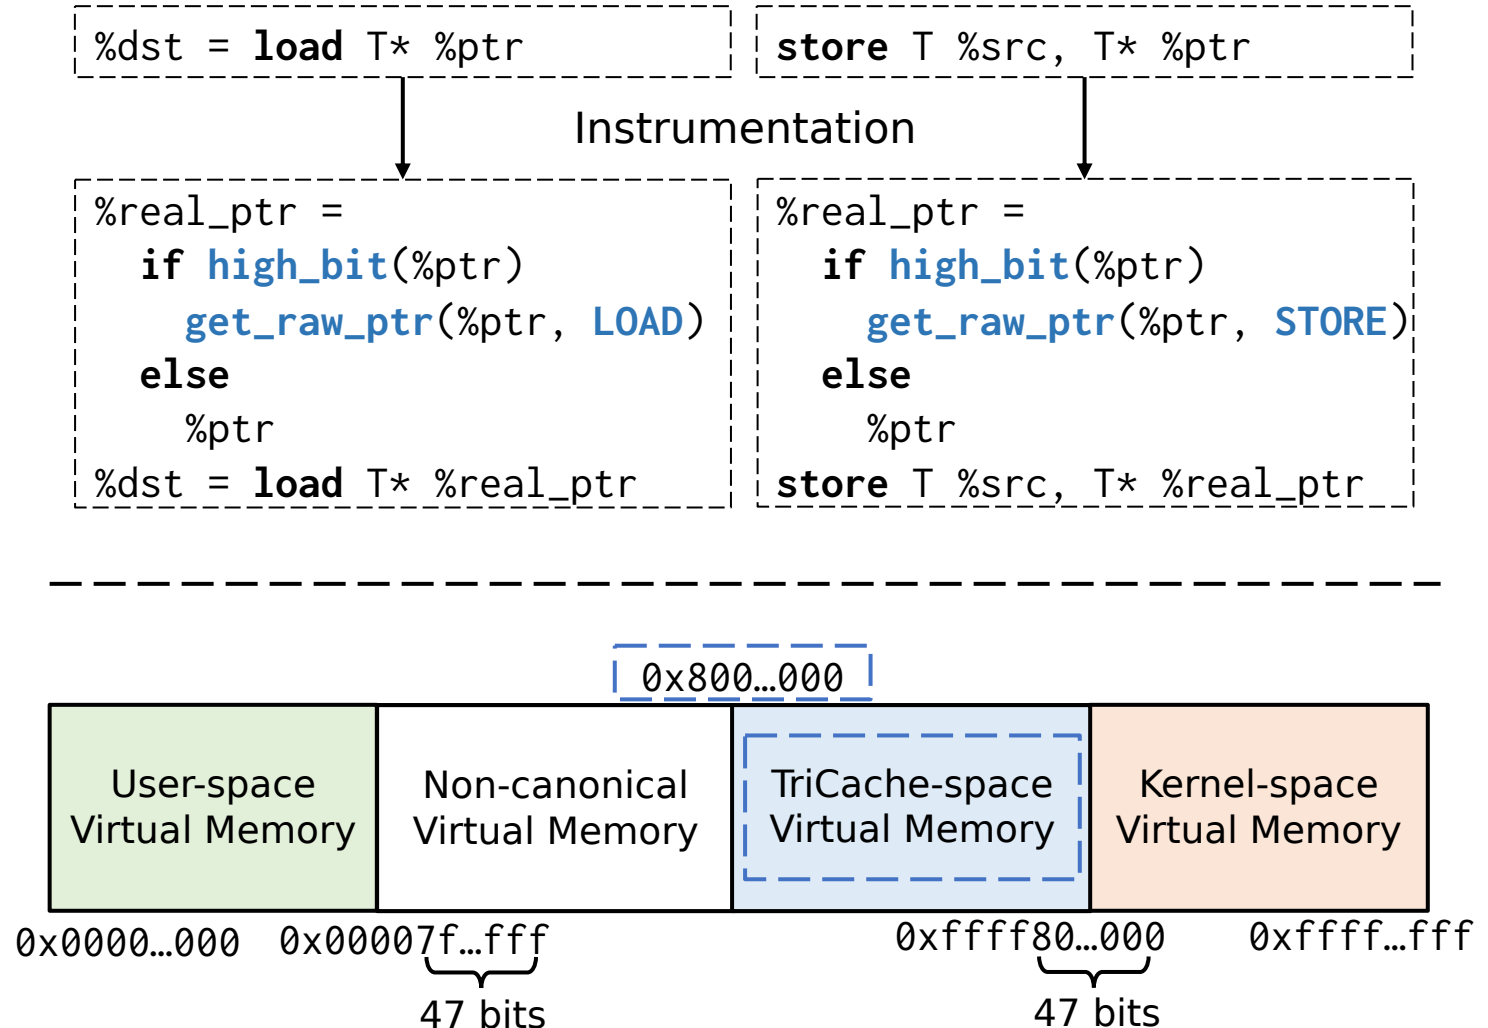 %dst = load T* %ptr
store T %src, T* %ptr
Instrumentation
%real_ptr =
if high_bit(%ptr)
get_raw_ptr(%ptr, LOAD)
else
%ptr
%dst = load T* %real_ptr
%real_ptr =
if high_bit(%ptr)
get_raw_ptr(%ptr, STORE)
else
%ptr
store T %src, T* %real_ptr
0x800…000
User-space
Virtual Memory
Non-canonical
Virtual Memory
TriCache-space
Virtual Memory
Kernel-space
Virtual Memory
0x0000…000
0x00007f…fff
0xffff80…000
0xffff…fff
47 bits
47 bits